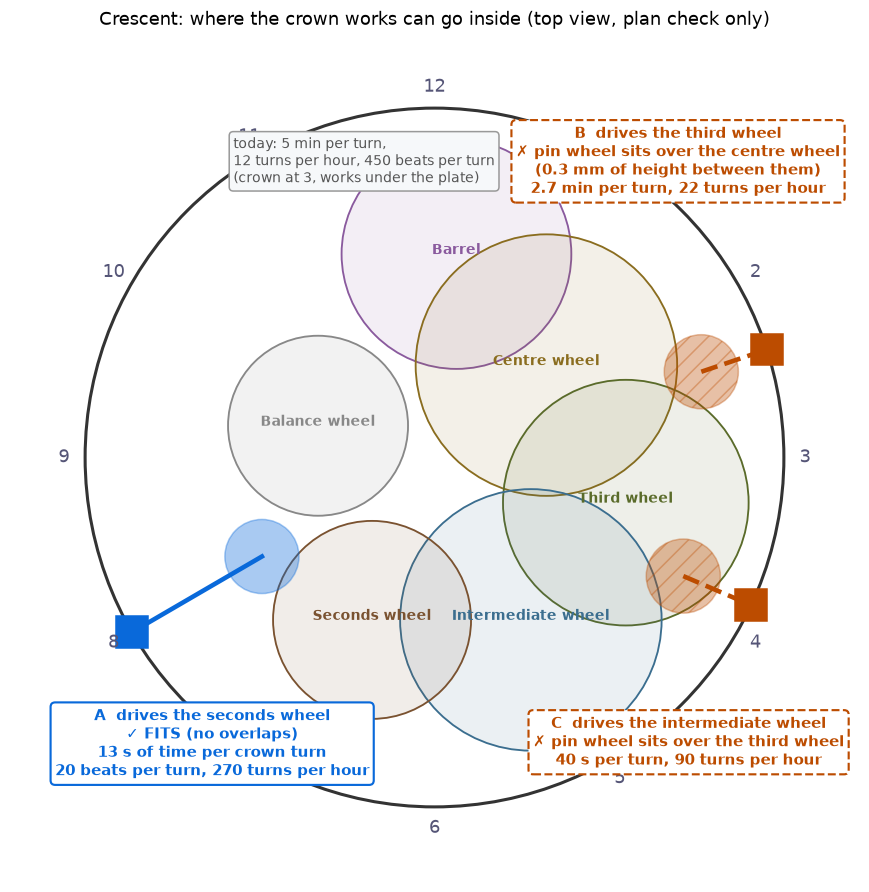 Crescent: where the crown works can go inside (top view, plan check only)
12
11
today: 5 min per turn,
12 turns per hour, 450 beats per turn
(crown at 3, works under the plate)
B drives the third wheel
✗ pin wheel sits over the centre wheel
(0.3 mm of height between them)
2.7 min per turn, 22 turns per hour
Barrel
10
2
Centre wheel
Balance wheel
9
3
Third wheel
Seconds wheel
Intermediate wheel
8
4
A drives the seconds wheel
✓ FITS (no overlaps)
13 s of time per crown turn
20 beats per turn, 270 turns per hour
C drives the intermediate wheel
✗ pin wheel sits over the third wheel
40 s per turn, 90 turns per hour
5
6